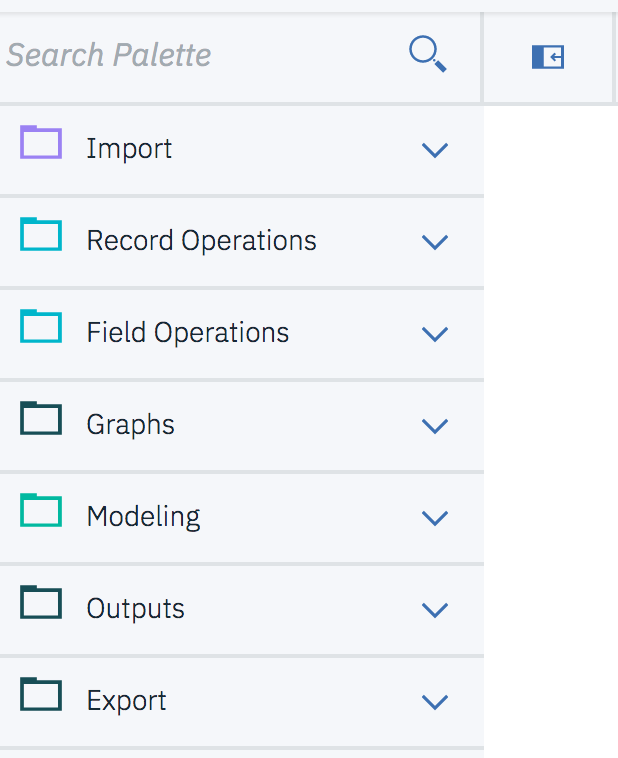 Search Palette
Import
Record Operations
Field Operations
Graphs
Modeling
Outputs
Export